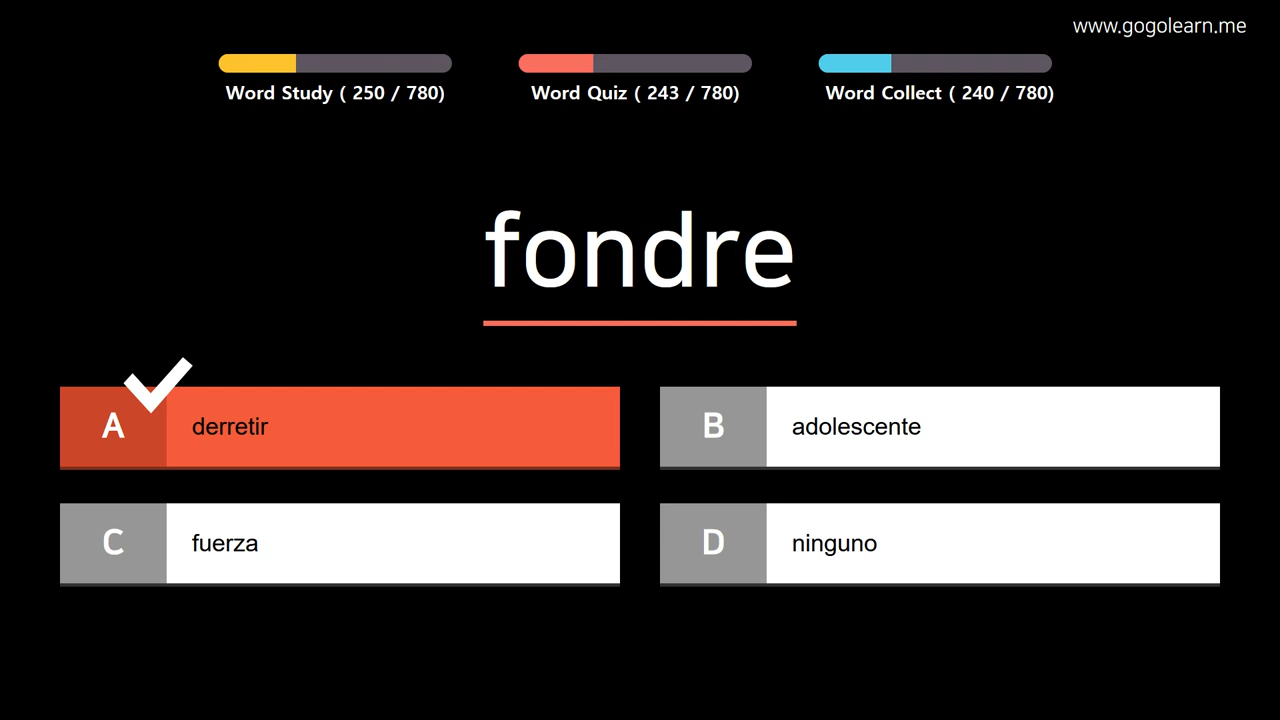 www.gogolearn.me
Word Study ( 250 / 780)
Word Quiz ( 243 / 780)
Word Collect ( 240 / 780)
fondre
A derretir
B adolescente
C fuerza
D ninguno